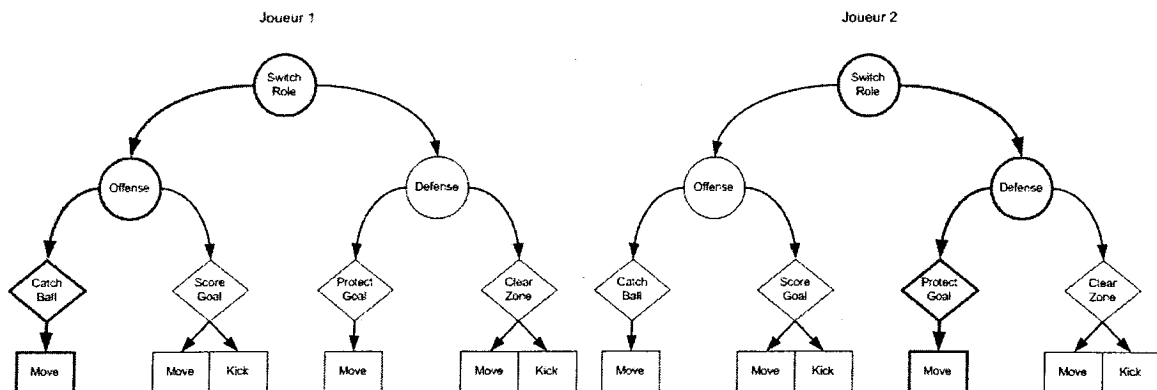 Joueur 1
Joueur 2
Switch
Role
Switch
Role
Offense
Defense
Offense
Defense
Catch
Ball
Score
Goal
Protect
Goal
Clear
Zone
Catch
Ball
Score
Goal
Protect
Goal
Clear
Zone
Move
Move
Kick
Move
Move
Kick
Move
Move
Kick
Move
Move
Kick